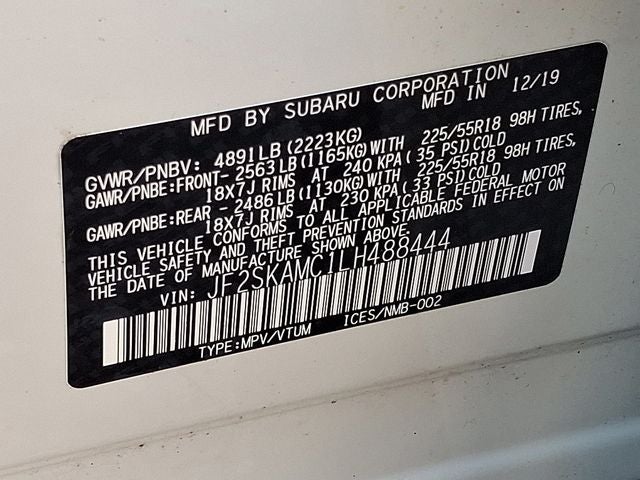 MFD BY SUBARU CORPORATION
MFD IN 12/19
GVWR/PNBV: 4891LB(2223KG)
GAWR/PNBE:FRONT- 2563LB(1165KG)WITH 225/55R18 98H TIRES,
18X7J RIMS AT 240 KPA(35 PSI)COLD
GAWR/PNBE:REAR - 2486LB(1130KG)WITH 225/55R18 98H TIRES,
18X7J RIMS AT 230 KPA(33 PSI)COLD
THIS VEHICLE CONFORMS TO ALL APPLICABLE FEDERAL MOTOR
VEHICLE SAFETY AND THEFT PREVENTION STANDARDS IN EFFECT ON
THE DATE OF MANUFACTURE SHOWN ABOVE.
VIN: JF2SKAMC1LH488444
TYPE:MPV/VTUM ICES/NMB-002